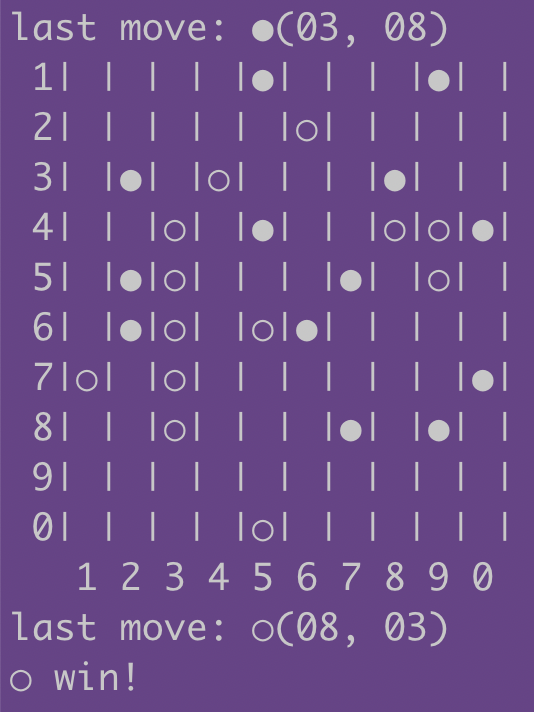 last move: ●(03, 08)
1| | | | |●| | | |●| |
2| | | | | |○| | | | |
3| |●| |○| | | |●| | |
4| | |○| |●| | |○|○|●|
5| |●|○| | | |●| |○| |
6| |●|○| |○|●| | | | |
7|○| |○| | | | | | |●|
8| | |○| | | |●| |●| |
9| | | | | | | | | | |
0| | | | |○| | | | | |
1 2 3 4 5 6 7 8 9 0
last move: ○(08, 03)
○ win!